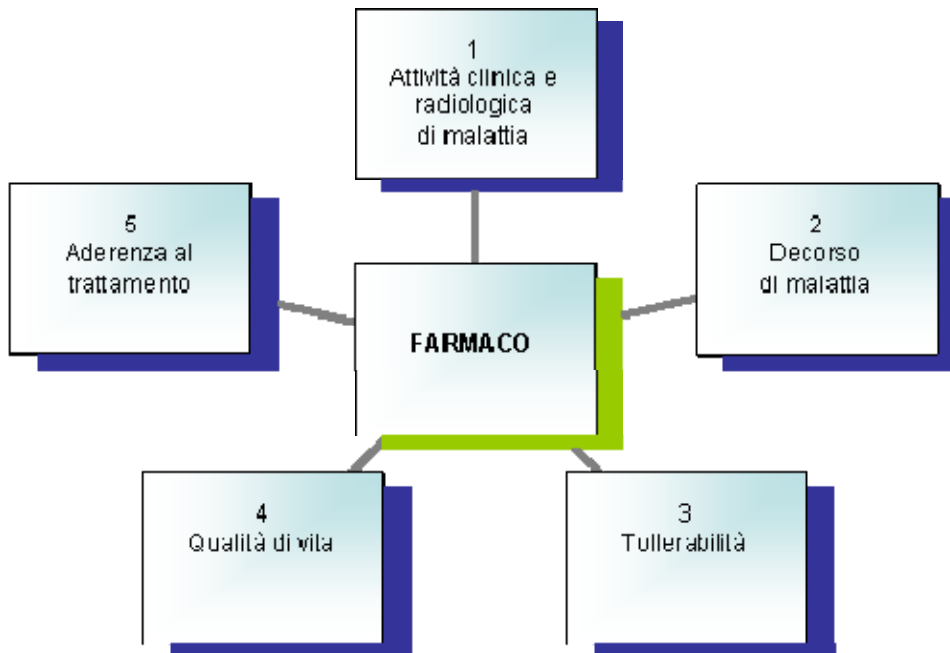 1
Attività clinica e
radiologica
di malattia
5
Aderenza al
trattamento
2
Decorso
di malattia
FARMACO
4
Qualità di vita
3
Tullerabilità